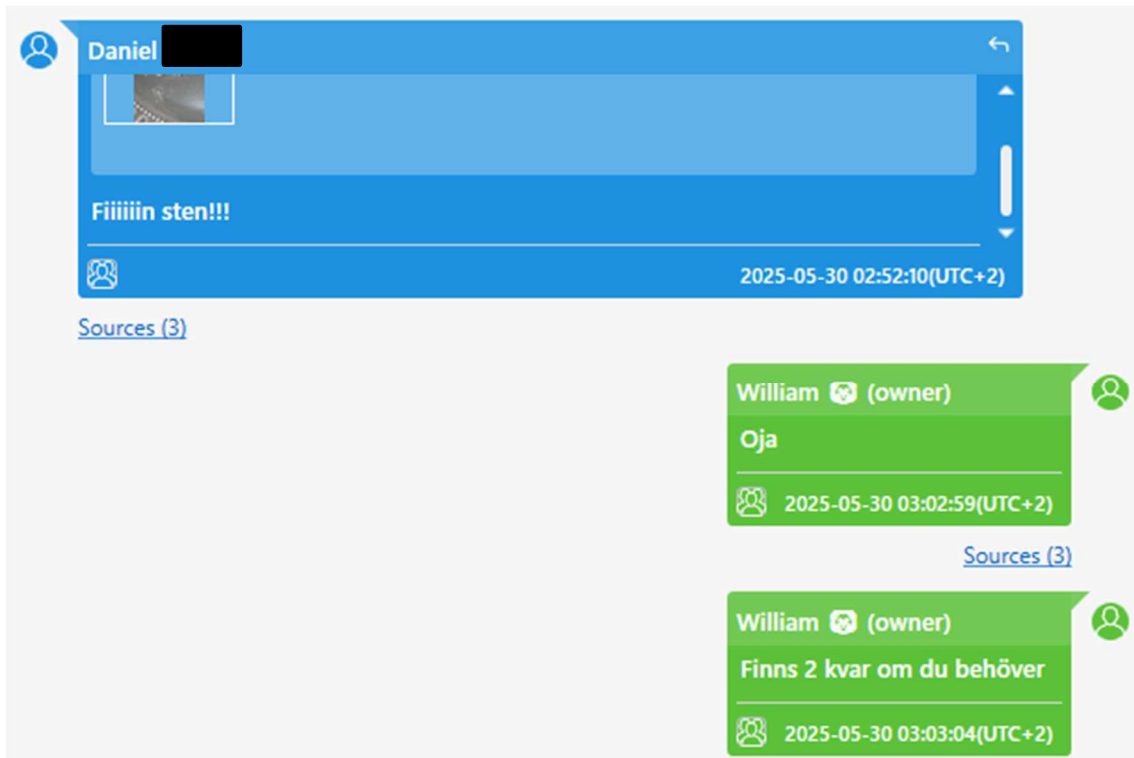 Daniel
Fiiiiiin sten!!!
2025-05-30 02:52:10(UTC+2)
Sources (3)
William (owner)
Oja
2025-05-30 03:02:59(UTC+2)
Sources (3)
William (owner)
Finns 2 kvar om du behöver
2025-05-30 03:03:04(UTC+2)